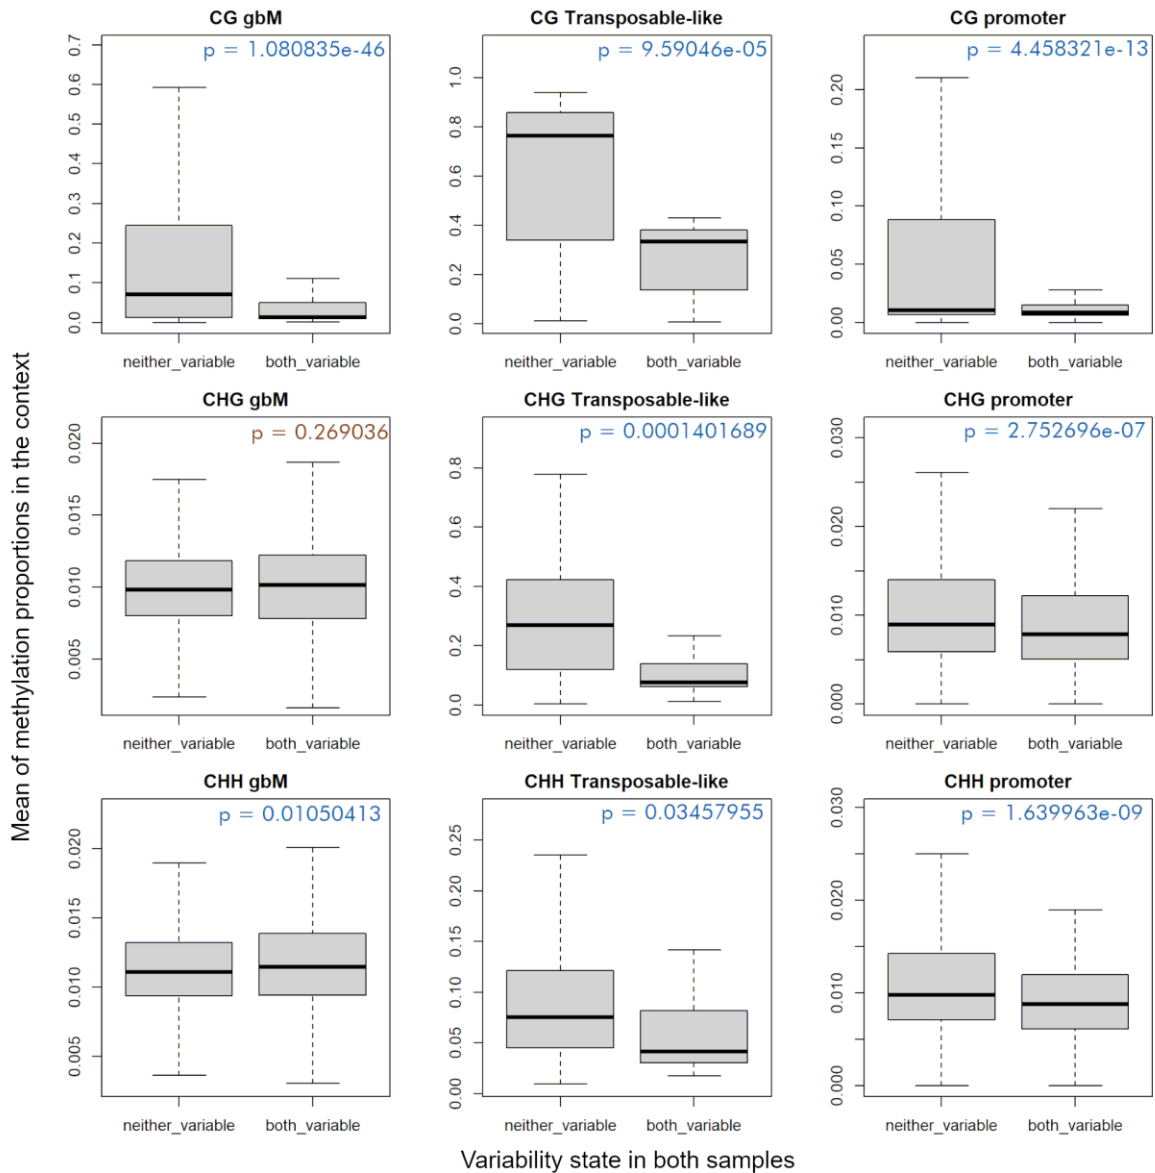 CG gbM
p = 1.080835e-46
0.7
0.6
0.5
0.4
0.3
0.2
0.1
0.0
neither_variable both_variable
CG Transposable-like
p = 9.59046e-05
1.0
0.8
0.6
0.4
0.2
0.0
neither_variable both_variable
CG promoter
p = 4.458321e-13
0.20
0.15
0.10
0.05
0.00
neither_variable both_variable
Mean of methylation proportions in the context
CHG gbM
p = 0.269036
0.020
0.015
0.010
0.005
neither_variable both_variable
CHG Transposable-like
p = 0.0001401689
0.8
0.6
0.4
0.2
0.0
neither_variable both_variable
CHG promoter
p = 2.752696e-07
0.030
0.020
0.010
0.000
neither_variable both_variable
CHH gbM
p = 0.01050413
0.020
0.015
0.010
0.005
neither_variable both_variable
CHH Transposable-like
p = 0.03457955
0.25
0.20
0.15
0.10
0.05
0.00
neither_variable both_variable
CHH promoter
p = 1.639963e-09
0.030
0.020
0.010
0.000
neither_variable both_variable
Variability state in both samples